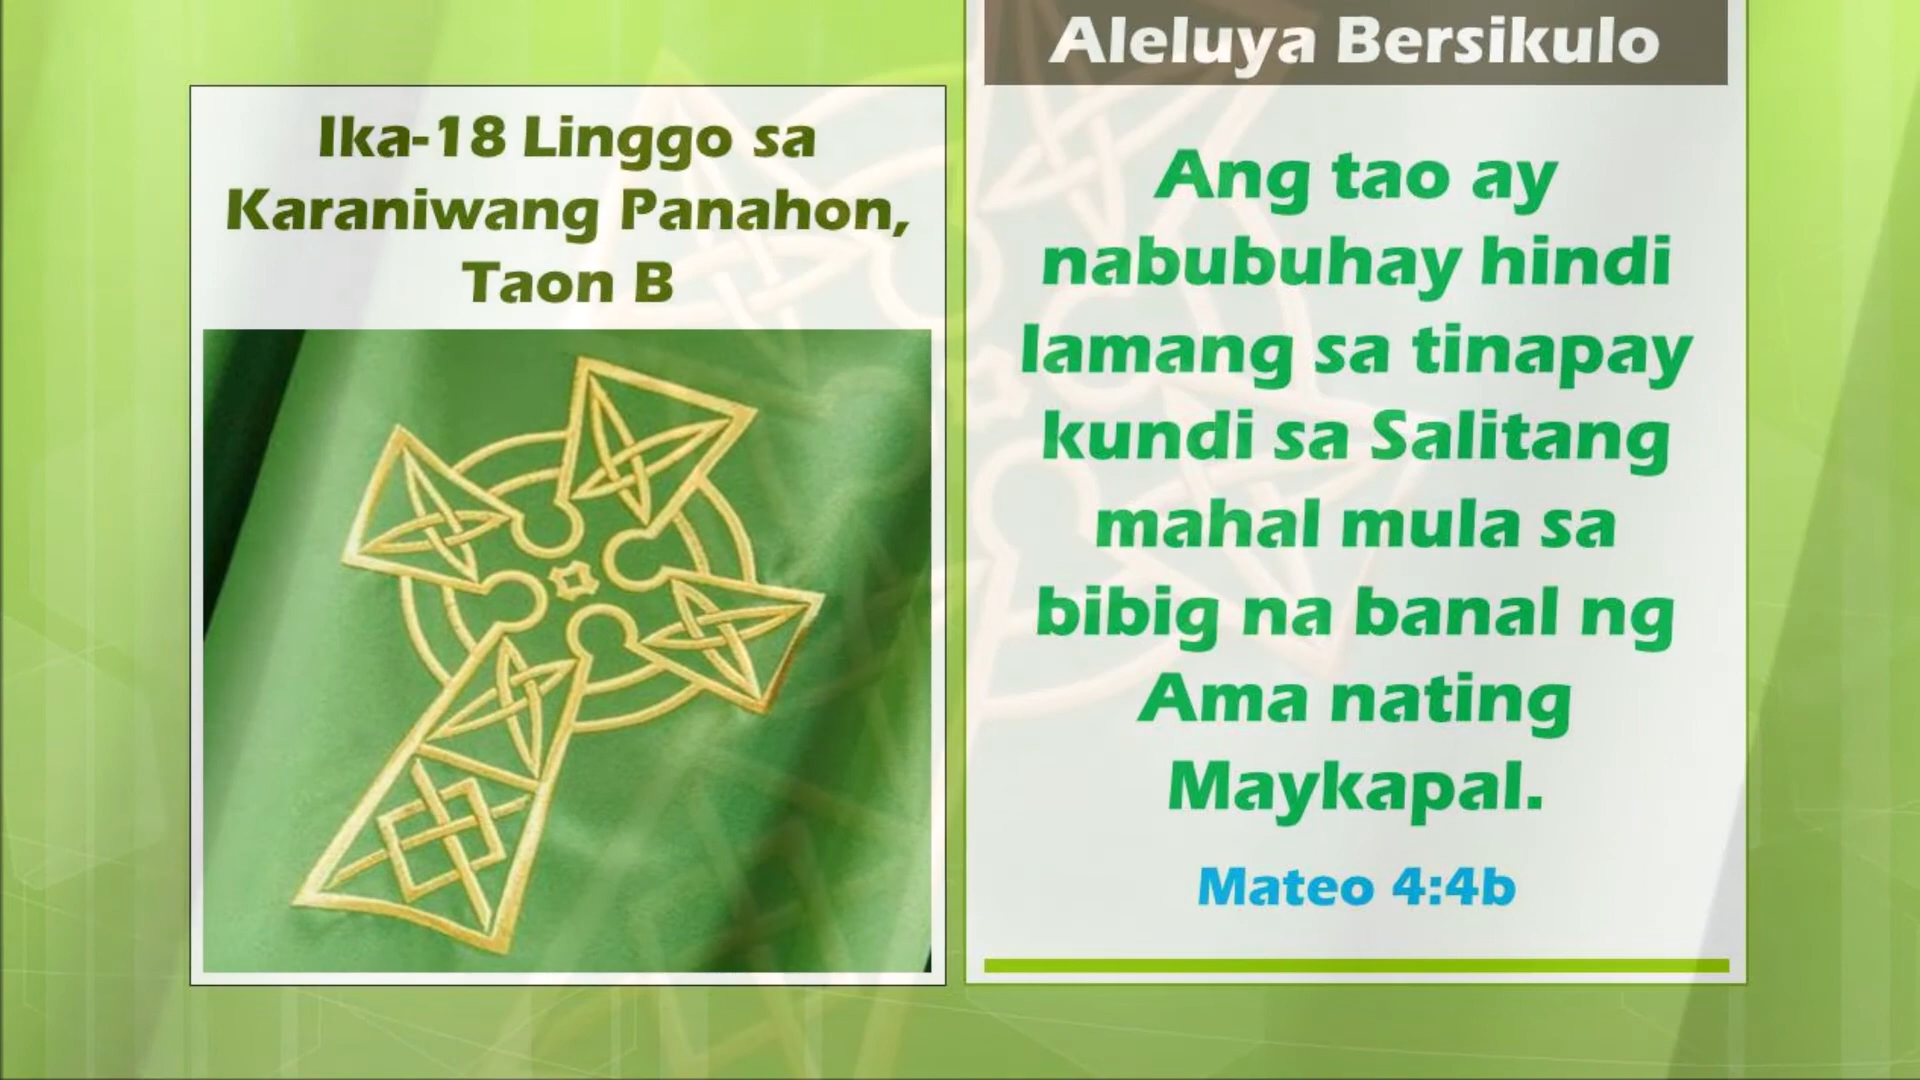 Ika-18 Linggo sa
Karaniwang Panahon,
Taon B
Aleluya Bersikulo
Ang tao ay
nabubuhay hindi
lamang sa tinapay
kundi sa Salitang
mahal mula sa
bibig na banal ng
Ama nating
Maykapal.
Mateo 4:4b